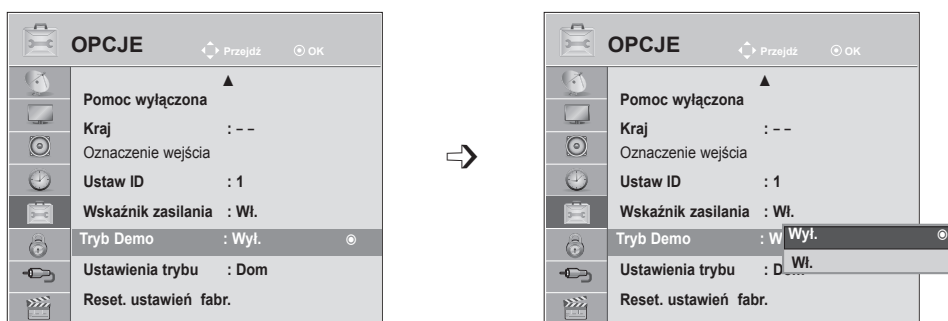 OPCJE Przejdź OK
▲
Pomoc wyłączona
Kraj : – –
Oznaczenie wejścia
Ustaw ID : 1
Wskaźnik zasilania : Wł.
Tryb Demo : Wył.
Ustawienia trybu : Dom
Reset. ustawień fabr.
OPCJE Przejdź OK
▲
Pomoc wyłączona
Kraj : – –
Oznaczenie wejścia
Ustaw ID : 1
Wskaźnik zasilania : Wł.
Tryb Demo : W Wył.
Wł.
Ustawienia trybu : Dom
Reset. ustawień fabr.